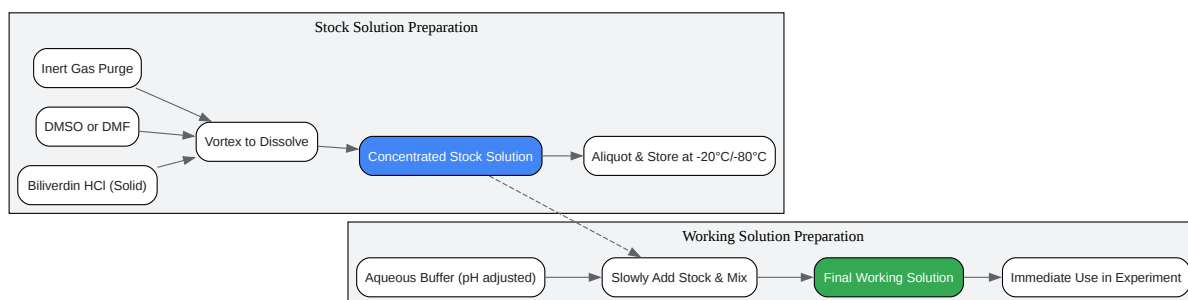 Stock Solution Preparation
Inert Gas Purge
DMSO or DMF
Vortex to Dissolve
Concentrated Stock Solution
Aliquot & Store at -20°C/-80°C
Biliverdin HCl (Solid)
Working Solution Preparation
Aqueous Buffer (pH adjusted)
Slowly Add Stock & Mix
Final Working Solution
Immediate Use in Experiment